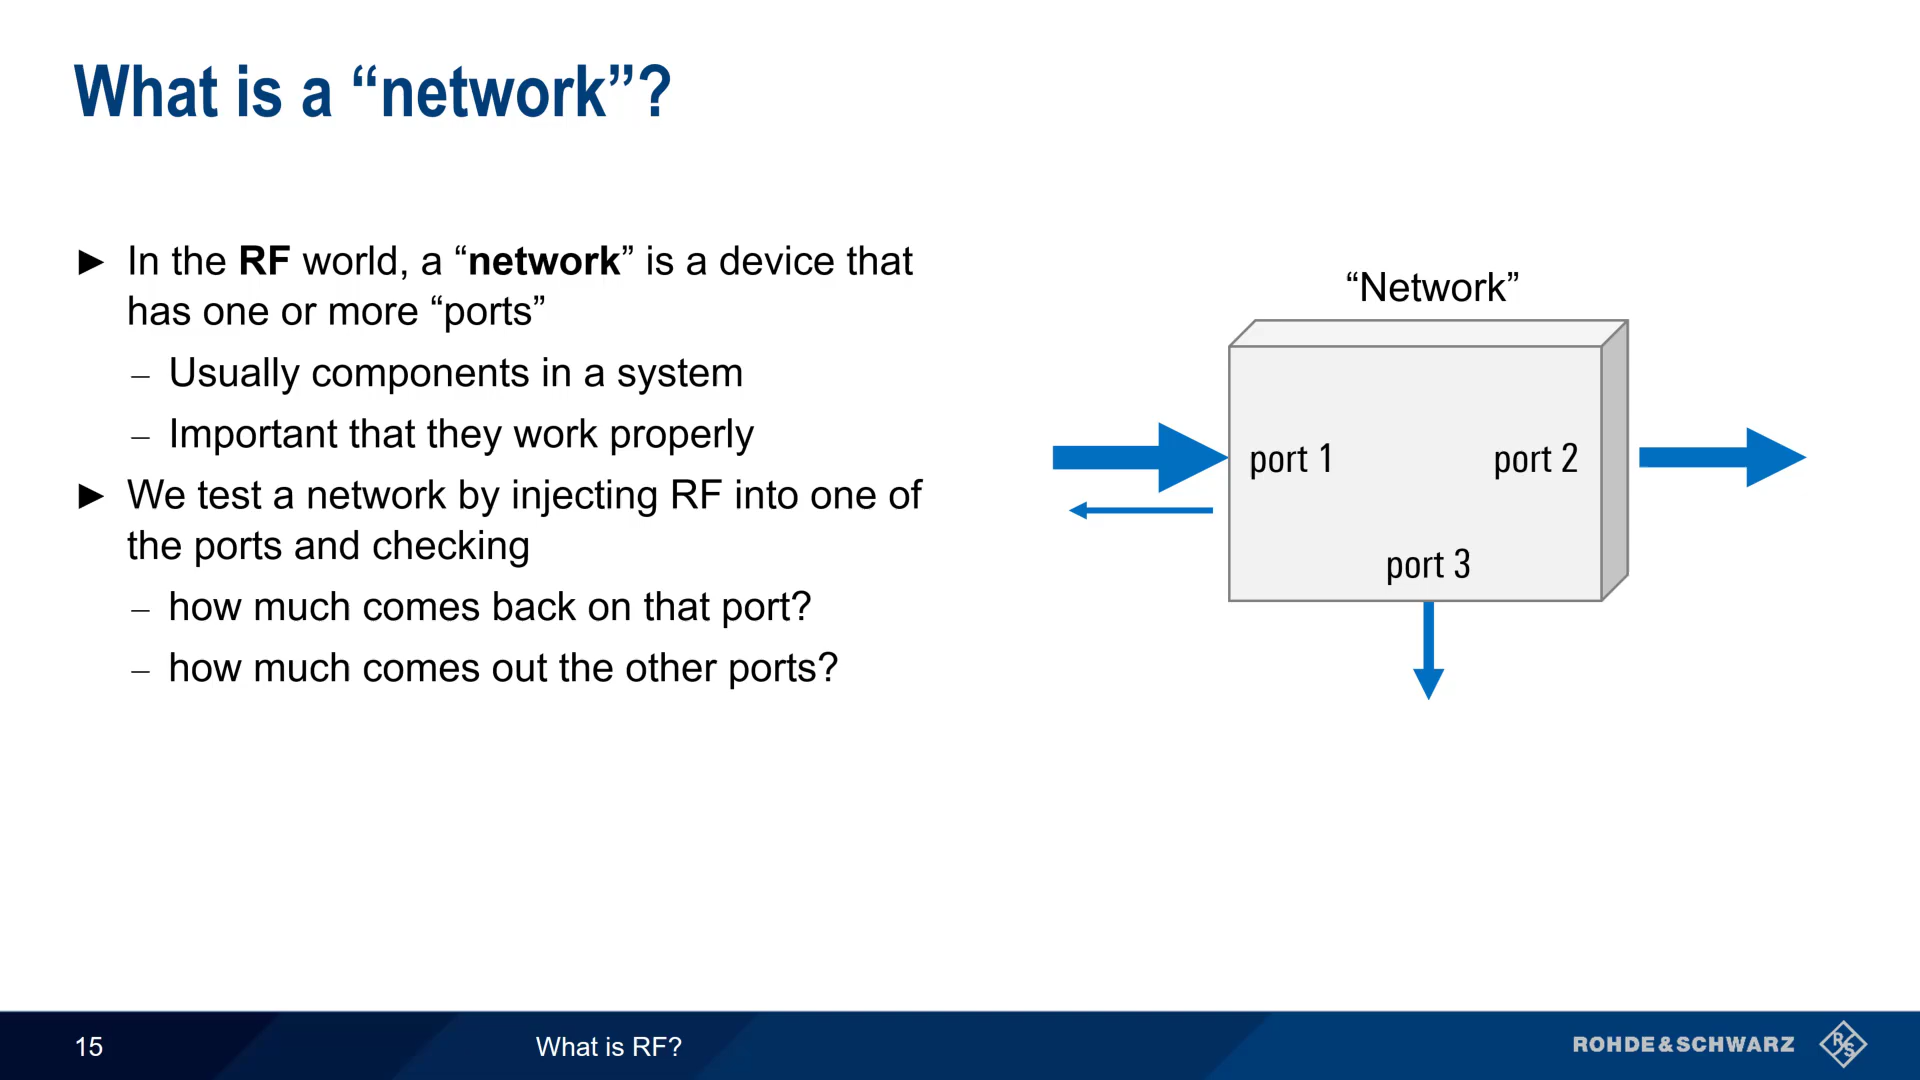 What is a “network”?
► In the RF world, a “network” is a device that
has one or more “ports”
– Usually components in a system
– Important that they work properly
► We test a network by injecting RF into one of
the ports and checking
– how much comes back on that port?
– how much comes out the other ports?
“Network”
port 1
port 2
port 3
15
What is RF?
ROHDE&SCHWARZ
R&S